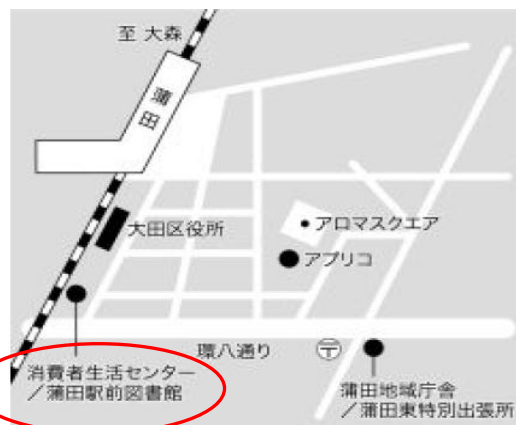 至 大森
蒲田
大田区役所
アロマスクエア
アプリコ
環八通り
〒
消費者生活センター
/蒲田駅前図書館
蒲田地域庁舎
/蒲田東特別出張所